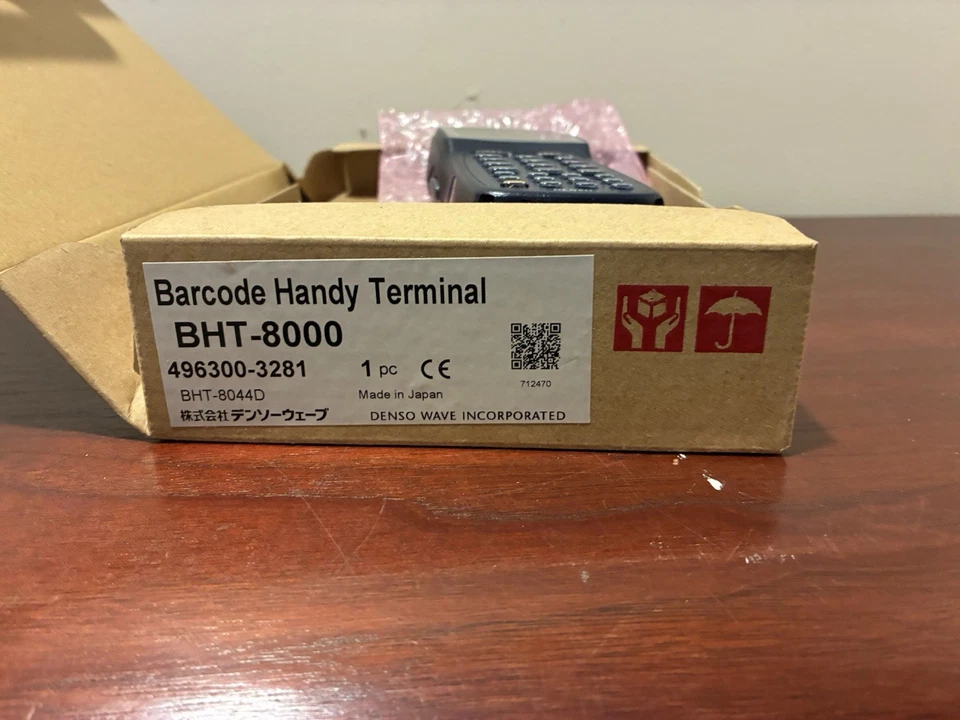 Barcode Handy Terminal
BHT-8000
496300-3281 1 pc CE
712470
BHT-8044D Made in Japan
株式会社デンソーウェーブ DENSO WAVE INCORPORATED